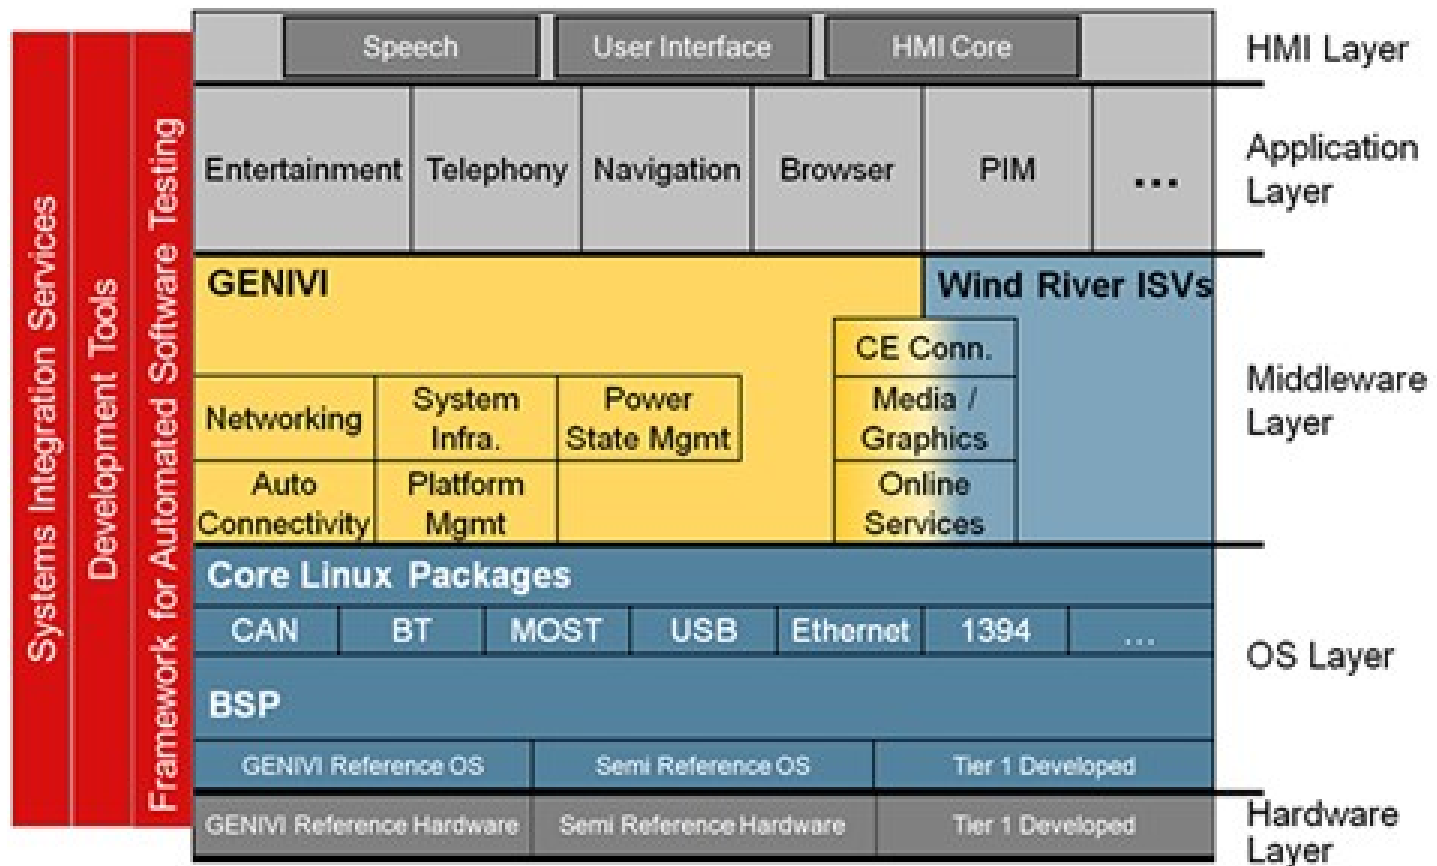 Systems Integration Services
Development Tools
Framework for Automated Software Testing
Speech
User Interface
HMI Core
HMI Layer
Entertainment
Telephony
Navigation
Browser
PIM
...
Application
Layer
GENIVI
Wind River ISVs
CE Conn.
Networking
System
Infra.
Power
State Mgmt
Media /
Graphics
Auto
Connectivity
Platform
Mgmt
Online
Services
Middleware
Layer
Core Linux Packages
CAN
BT
MOST
USB
Ethernet
1394
...
BSP
OS Layer
GENIVI Reference OS
Semi Reference OS
Tier 1 Developed
GENIVI Reference Hardware
Semi Reference Hardware
Tier 1 Developed
Hardware
Layer